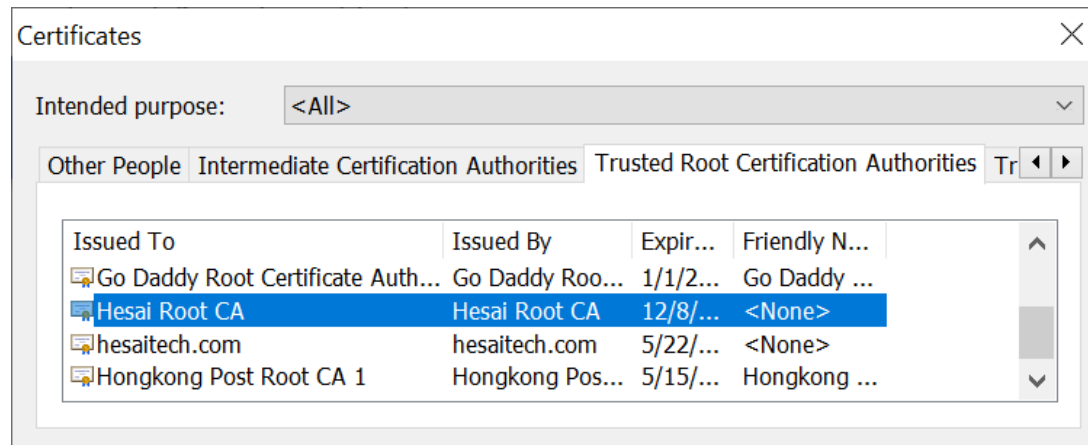 Certificates
Intended purpose: <All>
Other People Intermediate Certification Authorities Trusted Root Certification Authorities Tr
Issued To Issued By Expir... Friendly N...
Go Daddy Root Certificate Auth... Go Daddy Roo... 1/1/2... Go Daddy ...
Hesai Root CA Hesai Root CA 12/8/... <None>
hesaitech.com hesaitech.com 5/22/... <None>
Hongkong Post Root CA 1 Hongkong Pos... 5/15/... Hongkong ...